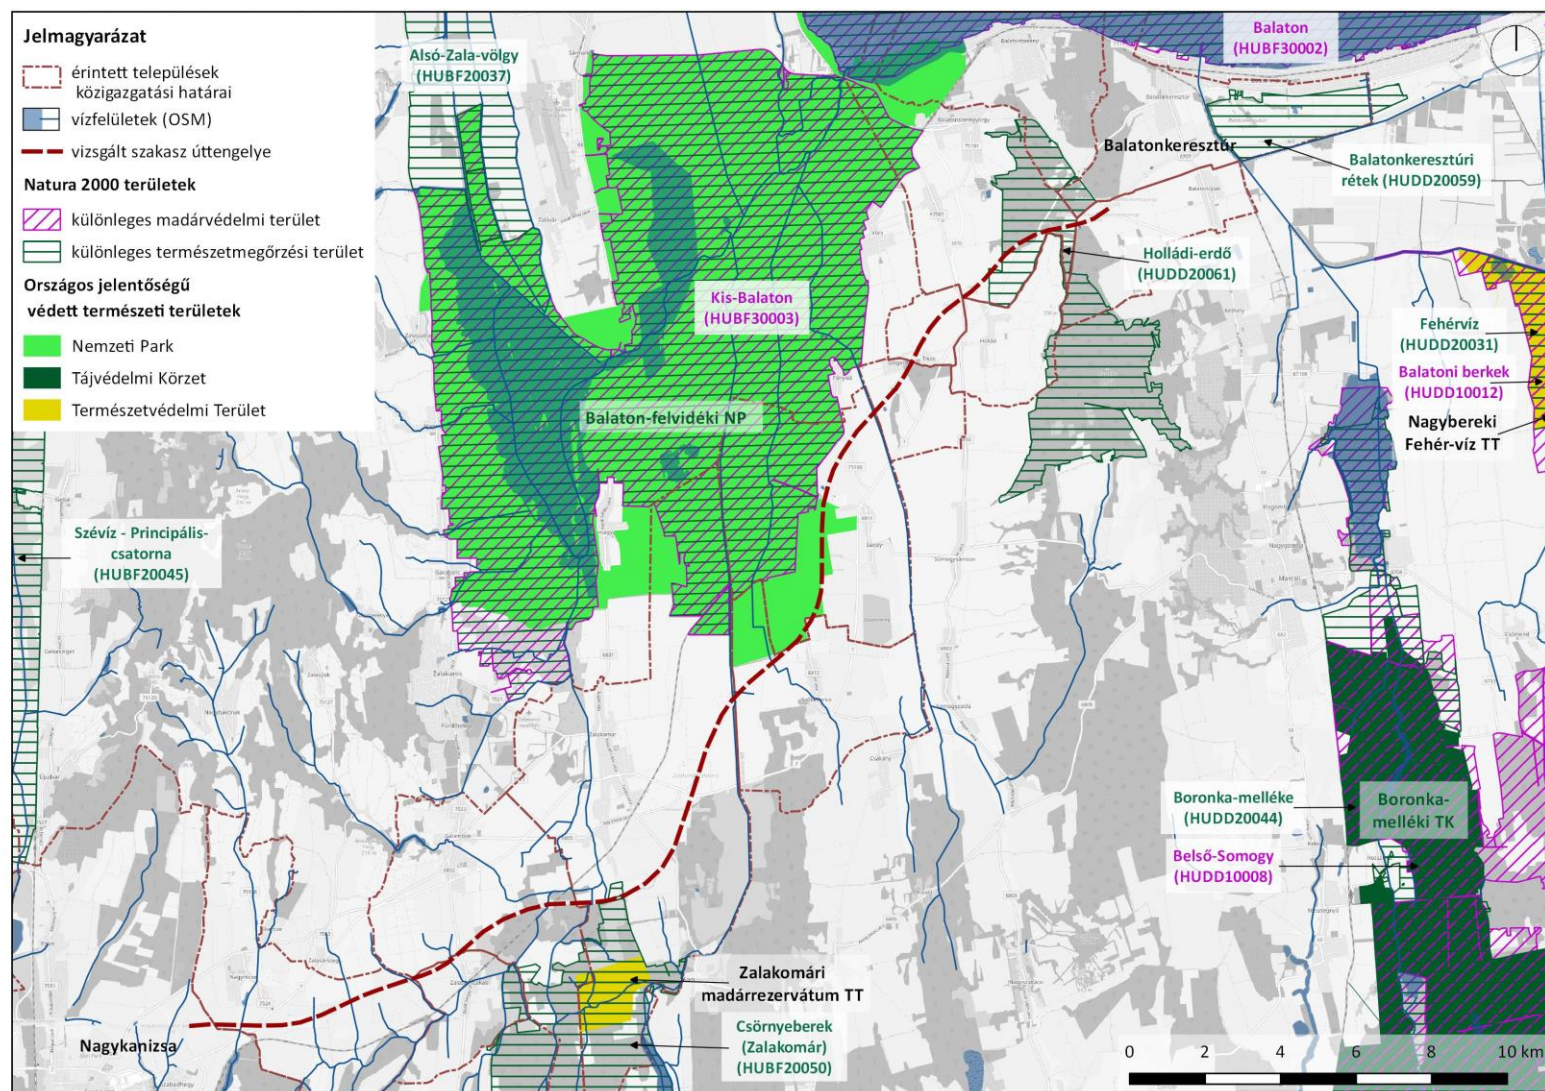 Jelmagyarázat
érintett települések
közigazgatási határai
vízfelületek (OSM)
vizsgált szakasz úttengelye
Natura 2000 területek
különleges madárvédelmi terület
különleges természetmegőrzési terület
Országos jelentőségű
védett természeti területek
Nemzeti Park
Tájvédelmi Körzet
Természetvédelmi Terület
Alsó-Zala-völgy
(HUBF20037)
Balaton
(HUBF30002)
Balatonkeresztúr
Balatonkeresztúri
rétek (HUDD20059)
Holládi-erdő
(HUDD20061)
Kis-Balaton
(HUBF30003)
Fehérvíz
(HUDD20031)
Balatoni berkek
(HUDD10012)
Nagybereki
Fehér-víz TT
Balaton-felvidéki NP
Szévíz - Principális-
csatorna
(HUBF20045)
Boronka-melléke
(HUDD20044)
Boronka-
melléki TK
Belső-Somogy
(HUDD10008)
Zalakomári
madárrezervátum TT
Csörnyeberek
(Zalakomár)
(HUBF20050)
Nagykanizsa
0 2 4 6 8 10 km